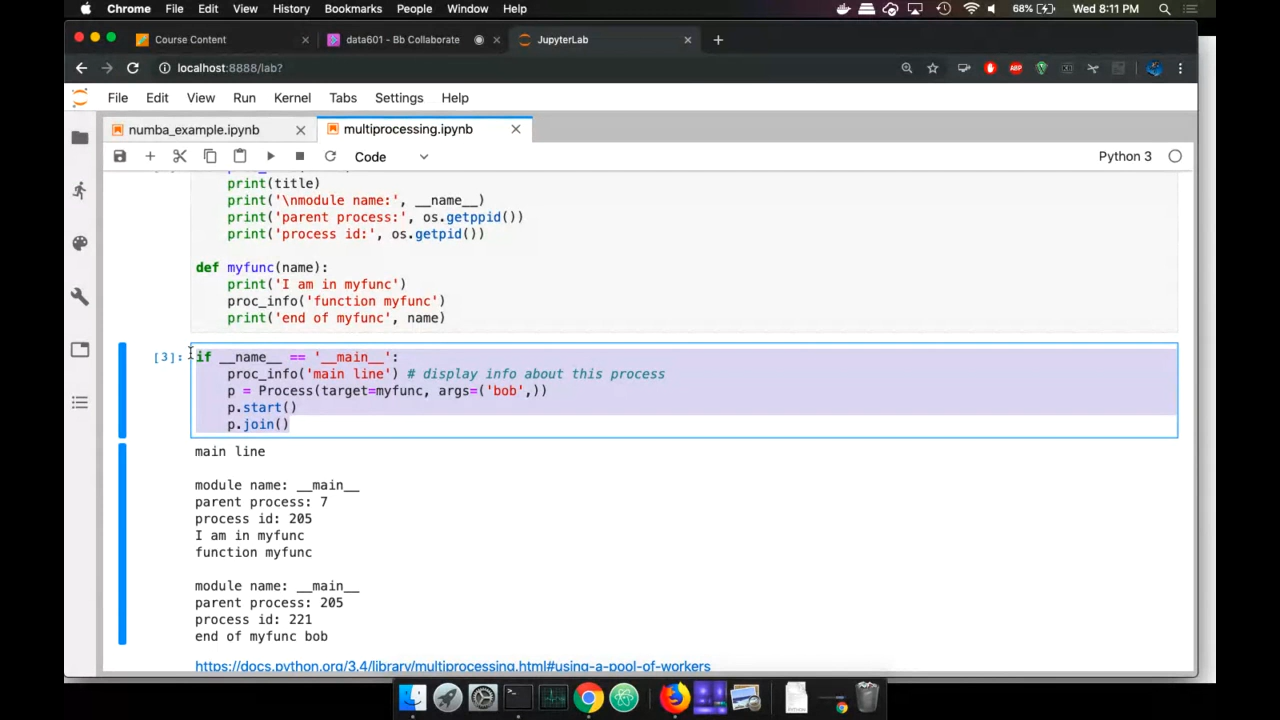 Chrome File Edit View History Bookmarks People Window Help 68% Wed 8:11 PM
Course Content data601 - Bb Collaborate JupyterLab
localhost:8888/lab?
ABP
File Edit View Run Kernel Tabs Settings Help
numba_example.ipynb multiprocessing.ipynb
Code Python 3
print(title)
print('\nmodule name:', __name__)
print('parent process:', os.getppid())
print('process id:', os.getpid())
def myfunc(name):
print('I am in myfunc')
proc_info('function myfunc')
print('end of myfunc', name)
[3]: if __name__ == '__main__':
proc_info('main line') # display info about this process
p = Process(target=myfunc, args=('bob',))
p.start()
p.join()
main line
module name: __main__
parent process: 7
process id: 205
I am in myfunc
function myfunc
module name: __main__
parent process: 205
process id: 221
end of myfunc bob
https://docs.python.org/3.4/library/multiprocessing.html#using-a-pool-of-workers